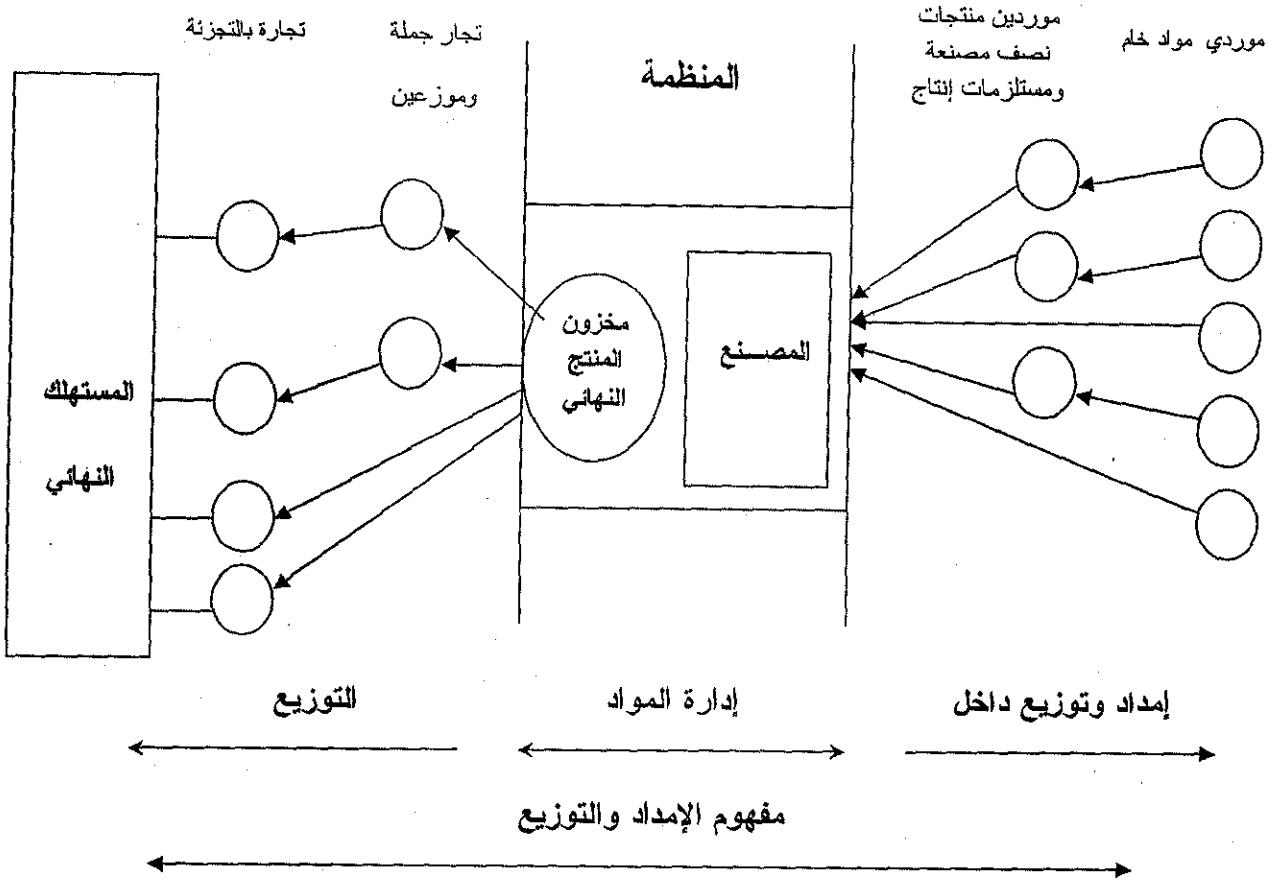 موردي مواد خام
موردين منتجات
نصف مصنعة
ومستلزمات إنتاج
المنظمة
تجار جملة
وموزعين
تجارة بالتجزئة
المصنع
مخزون
المنتج
النهائي
المستهلك
النهائي
إمداد وتوزيع داخل
إدارة المواد
التوزيع
مفهوم الإمداد والتوزيع